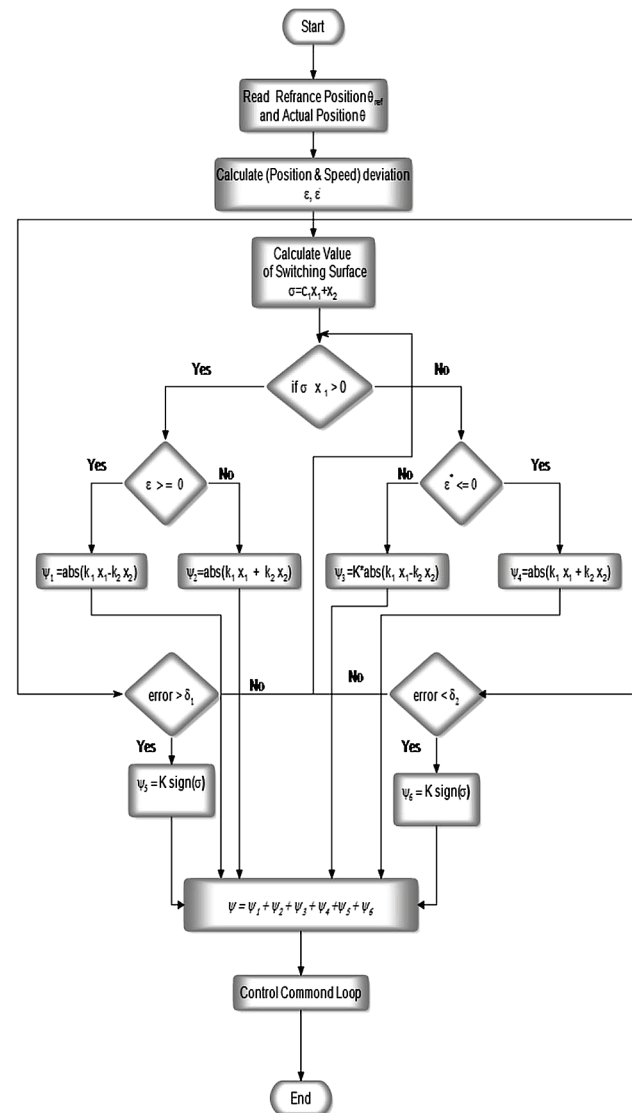 Start
Read Refrance Position θref
and Actual Position θ
Calculate (Position & Speed) deviation
ε, ε˙
Calculate Value
of Switching Surface
σ=c₁x₁+x₂
Yes
if σ x₁ > 0
No
Yes
ε >= 0
No
No
ε* <=0
Yes
ψ₁ =abs(k₁ x₁-k₂ x₂)
ψ₂=abs(k₁ x₁ + k₂ x₂)
ψ₃=K*abs(k₁ x₁-k₂ x₂)
ψ₄=abs(k₁ x₁ + k₂ x₂)
error > δ₁
No
No
error < δ₂
Yes
Yes
ψ₅ = K sign(σ)
ψ₆ = K sign(σ)
ψ = ψ₁ + ψ₂ + ψ₃ + ψ₄ +ψ₅ + ψ₆
Control Commond Loop
End